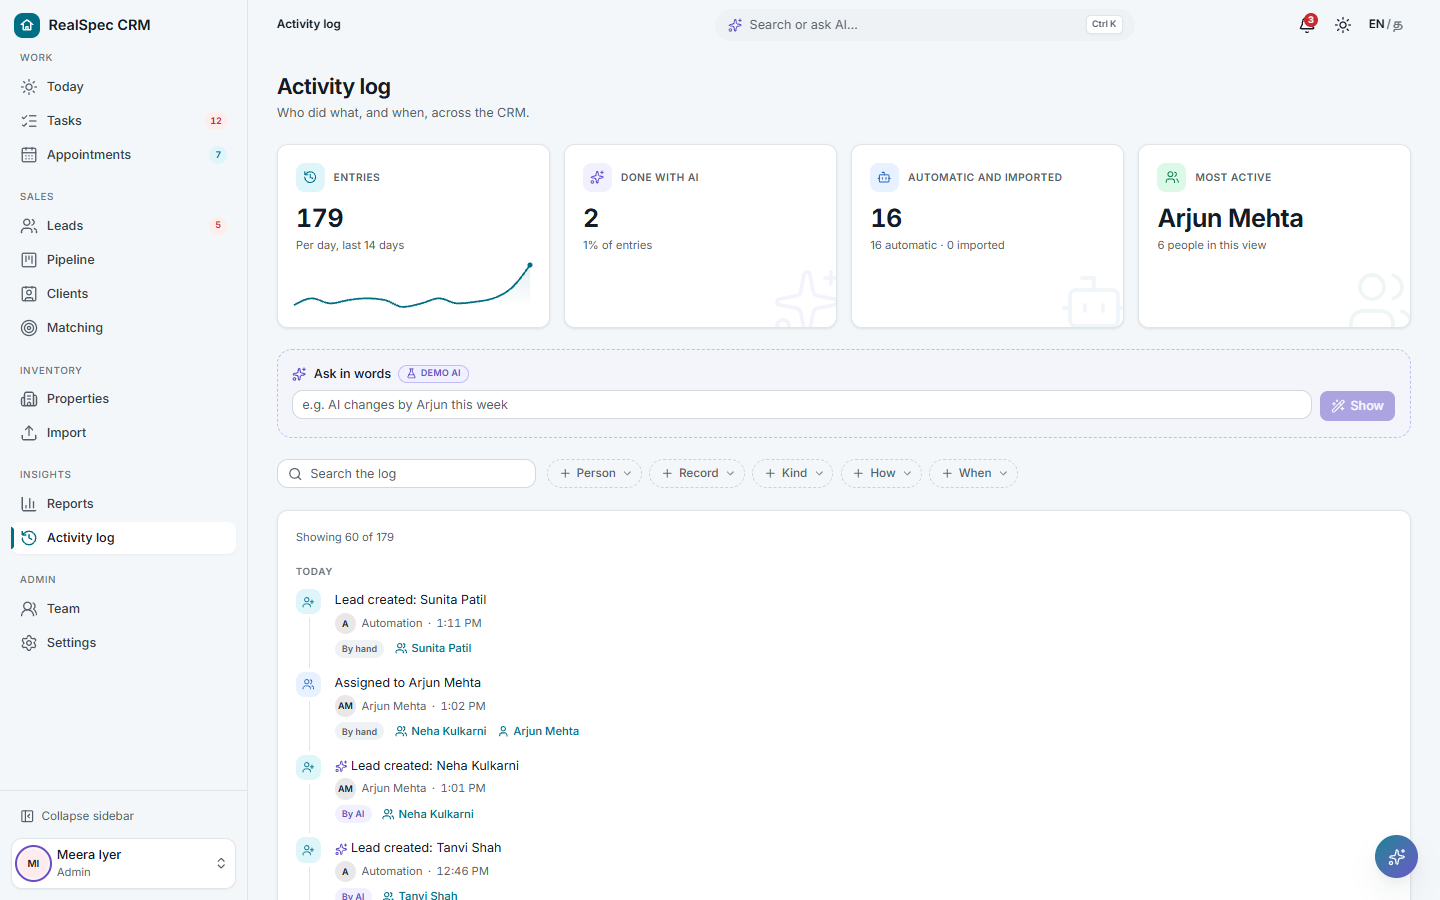 RealSpec CRM
WORK
Today
Tasks 12
Appointments 7
SALES
Leads 5
Pipeline
Clients
Matching
INVENTORY
Properties
Import
INSIGHTS
Reports
Activity log
ADMIN
Team
Settings
Collapse sidebar
MI
Meera Iyer
Admin
Activity log
Search or ask AI...
Ctrl K
3
EN / த
Activity log
Who did what, and when, across the CRM.
ENTRIES
179
Per day, last 14 days
DONE WITH AI
2
1% of entries
AUTOMATIC AND IMPORTED
16
16 automatic · 0 imported
MOST ACTIVE
Arjun Mehta
6 people in this view
Ask in words
DEMO AI
e.g. AI changes by Arjun this week
Show
Search the log
Person
Record
Kind
How
When
Showing 60 of 179
TODAY
Lead created: Sunita Patil
A Automation · 1:11 PM
By hand Sunita Patil
Assigned to Arjun Mehta
AM Arjun Mehta · 1:02 PM
By hand Neha Kulkarni Arjun Mehta
Lead created: Neha Kulkarni
AM Arjun Mehta · 1:01 PM
By AI Neha Kulkarni
Lead created: Tanvi Shah
A Automation · 12:46 PM
By AI Tanvi Shah